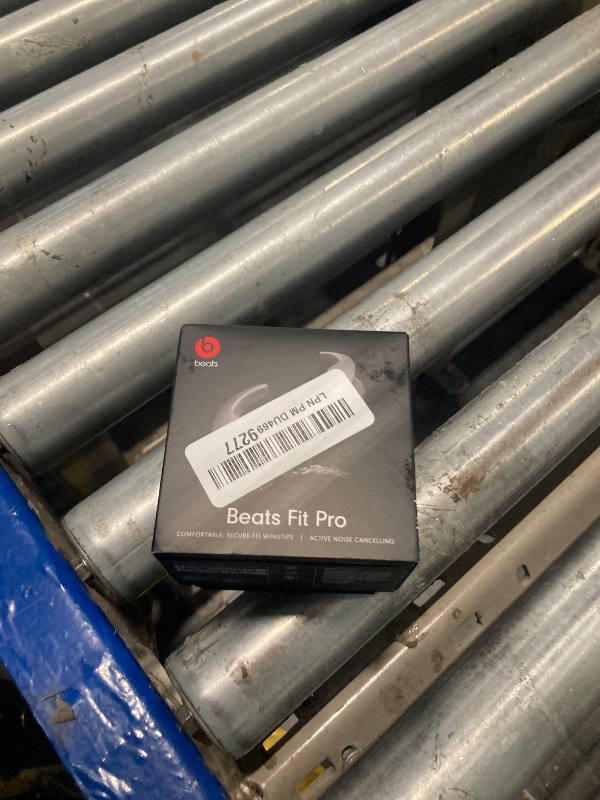 beats
LPN PM DU469 9277
Beats Fit Pro
COMFORTABLE, SECURE-FIT WINGTIPS | ACTIVE NOISE CANCELLING